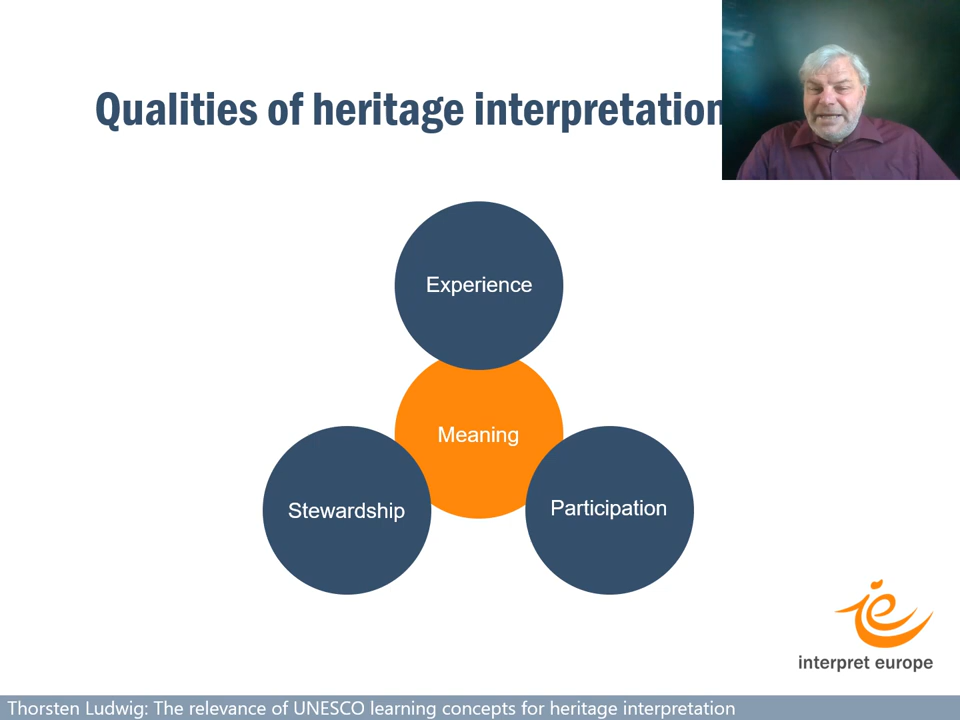 Qualities of heritage interpretation
Experience
Meaning
Stewardship
Participation
interpret europe
Thorsten Ludwig: The relevance of UNESCO learning concepts for heritage interpretation